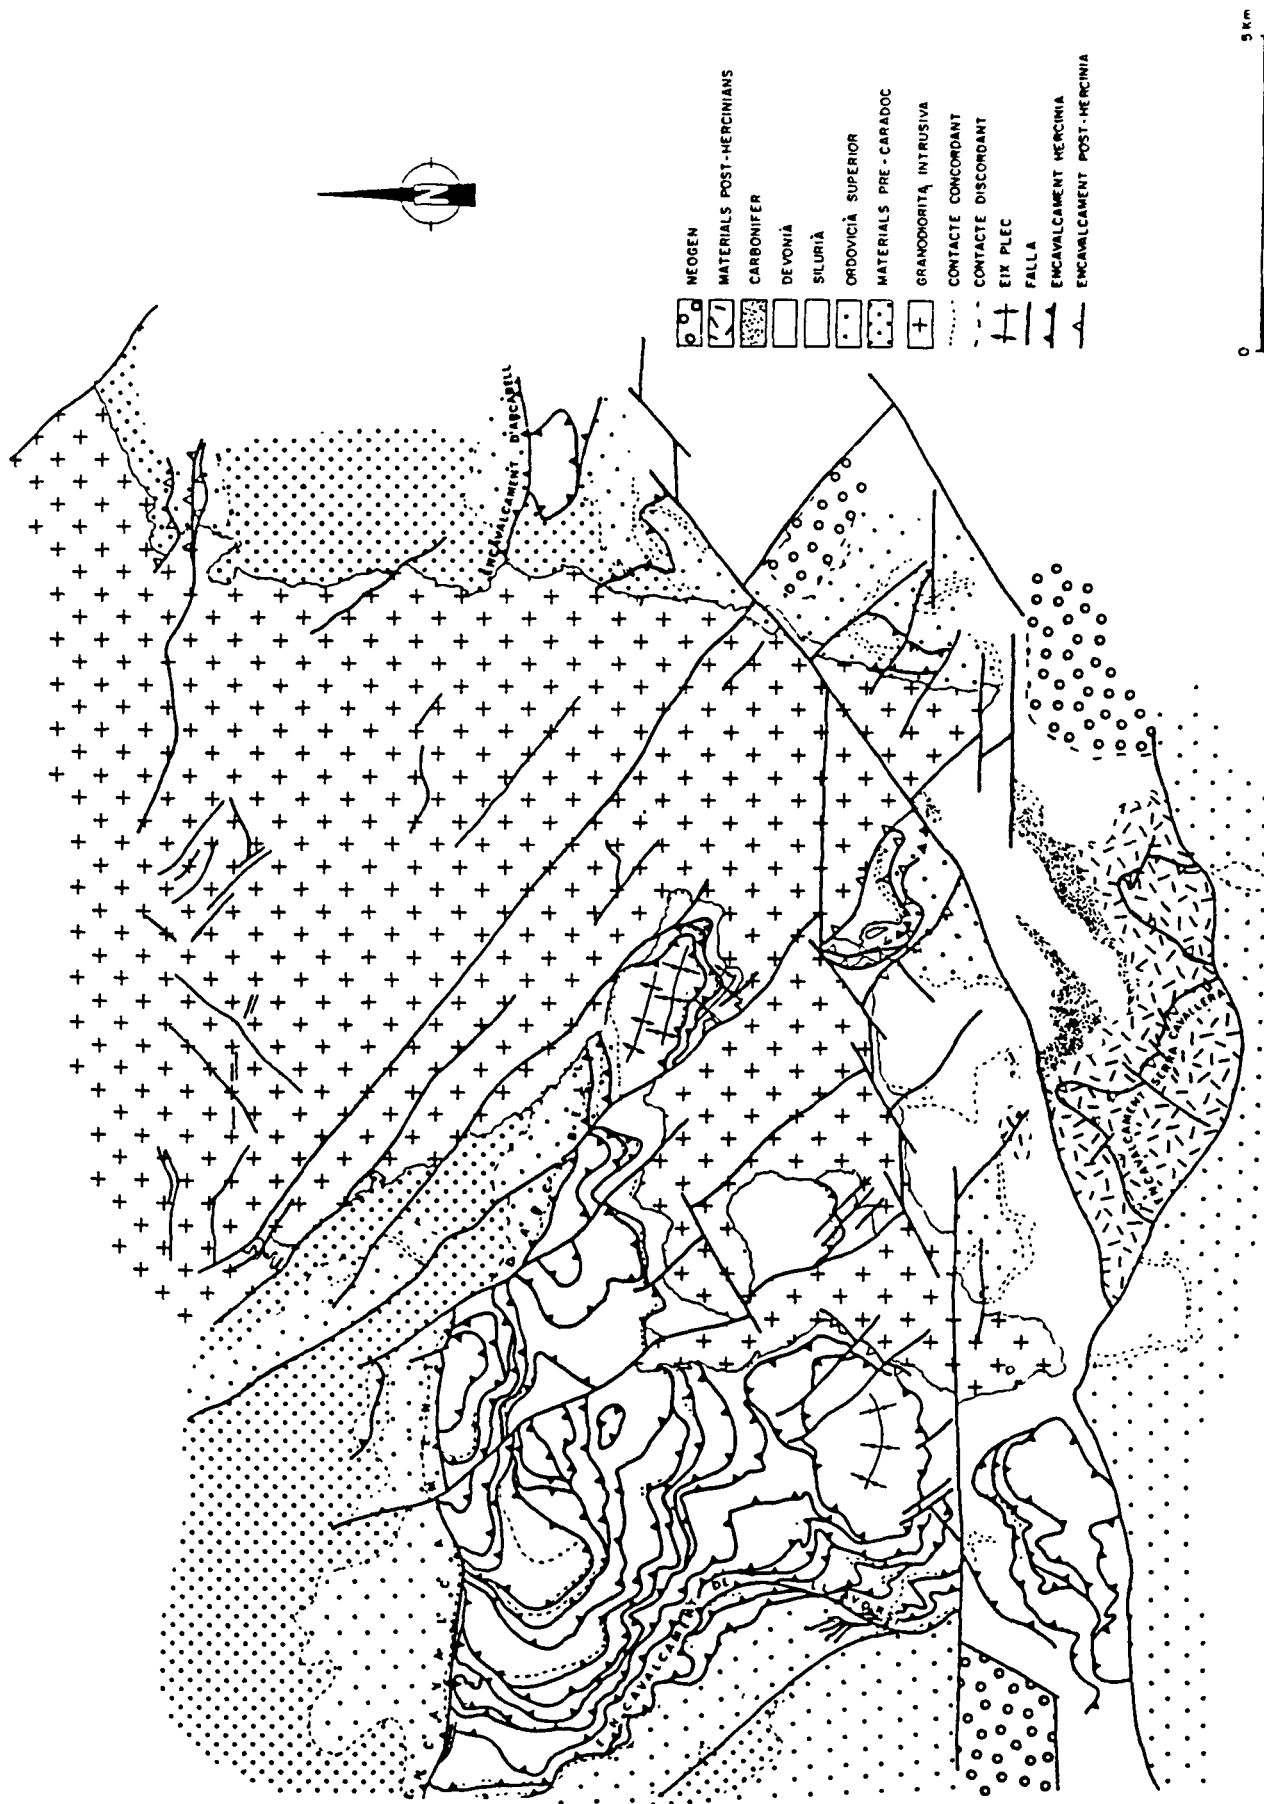 N
NEOGEN
MATERIALS POST-HERCINIANS
CARBONIFER
DEVONIÀ
SILURIÀ
ORDOVICIÀ SUPERIOR
MATERIALS PRE-CARADOC
GRANODIORITA INTRUSIVA
CONTACTE CONCORDANT
CONTACTE DISCORDANT
EIX PLEC
FALLA
ENCAVALCAMENT HERCINIA
ENCAVALCAMENT POST-HERCINIA
0 5 Km
ENCAVALCAMENT D'ABCABELL
ENCAVALCAMENT SERRA CAVALLERA
ENCAVALCAMENT DE